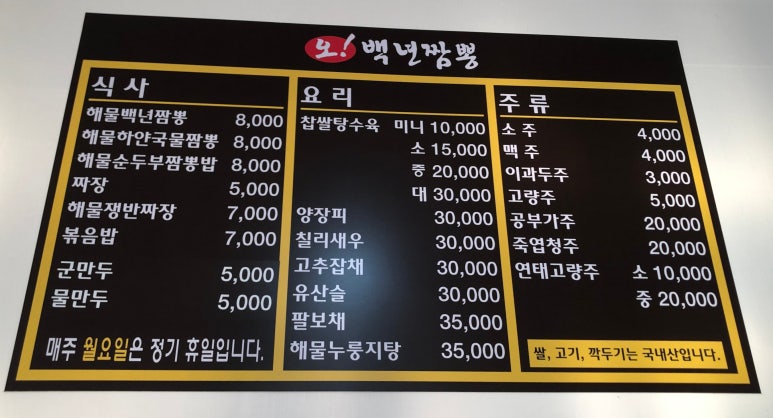 오! 백년짬뽕
식사
해물백년짬뽕 8,000
해물하얀국물짬뽕 8,000
해물순두부짬뽕밥 8,000
짜장 5,000
해물쟁반짜장 7,000
볶음밥 7,000
군만두 5,000
물만두 5,000
매주 월요일은 정기 휴일입니다.
요리
찹쌀탕수육 미니 10,000
소 15,000
중 20,000
대 30,000
양장피 30,000
칠리새우 30,000
고추잡채 30,000
유산슬 30,000
팔보채 35,000
해물누룽지탕 35,000
주류
소주 4,000
맥주 4,000
이과두주 3,000
고량주 5,000
공부가주 20,000
죽엽청주 20,000
연태고량주 소 10,000
중 20,000
쌀, 고기, 깍두기는 국내산입니다.